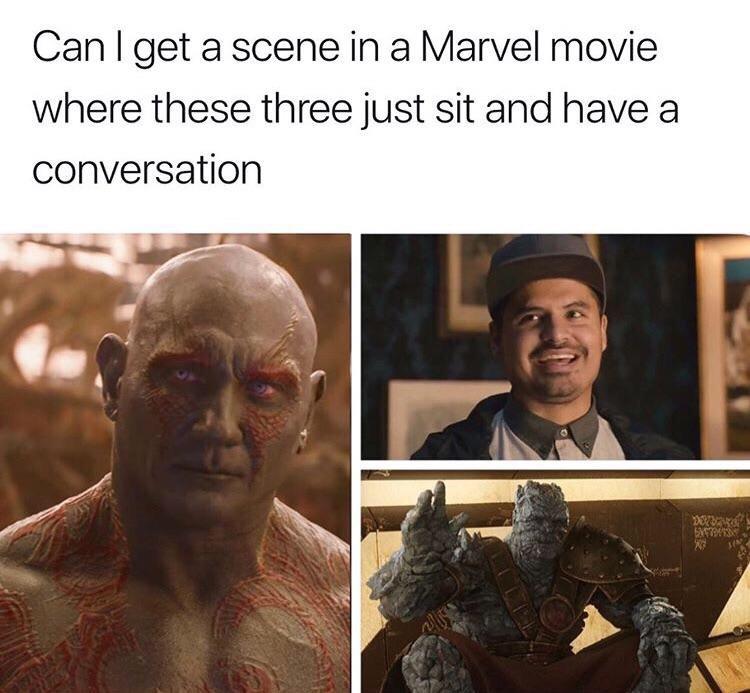 Can I get a scene in a Marvel movie
where these three just sit and have a
conversation